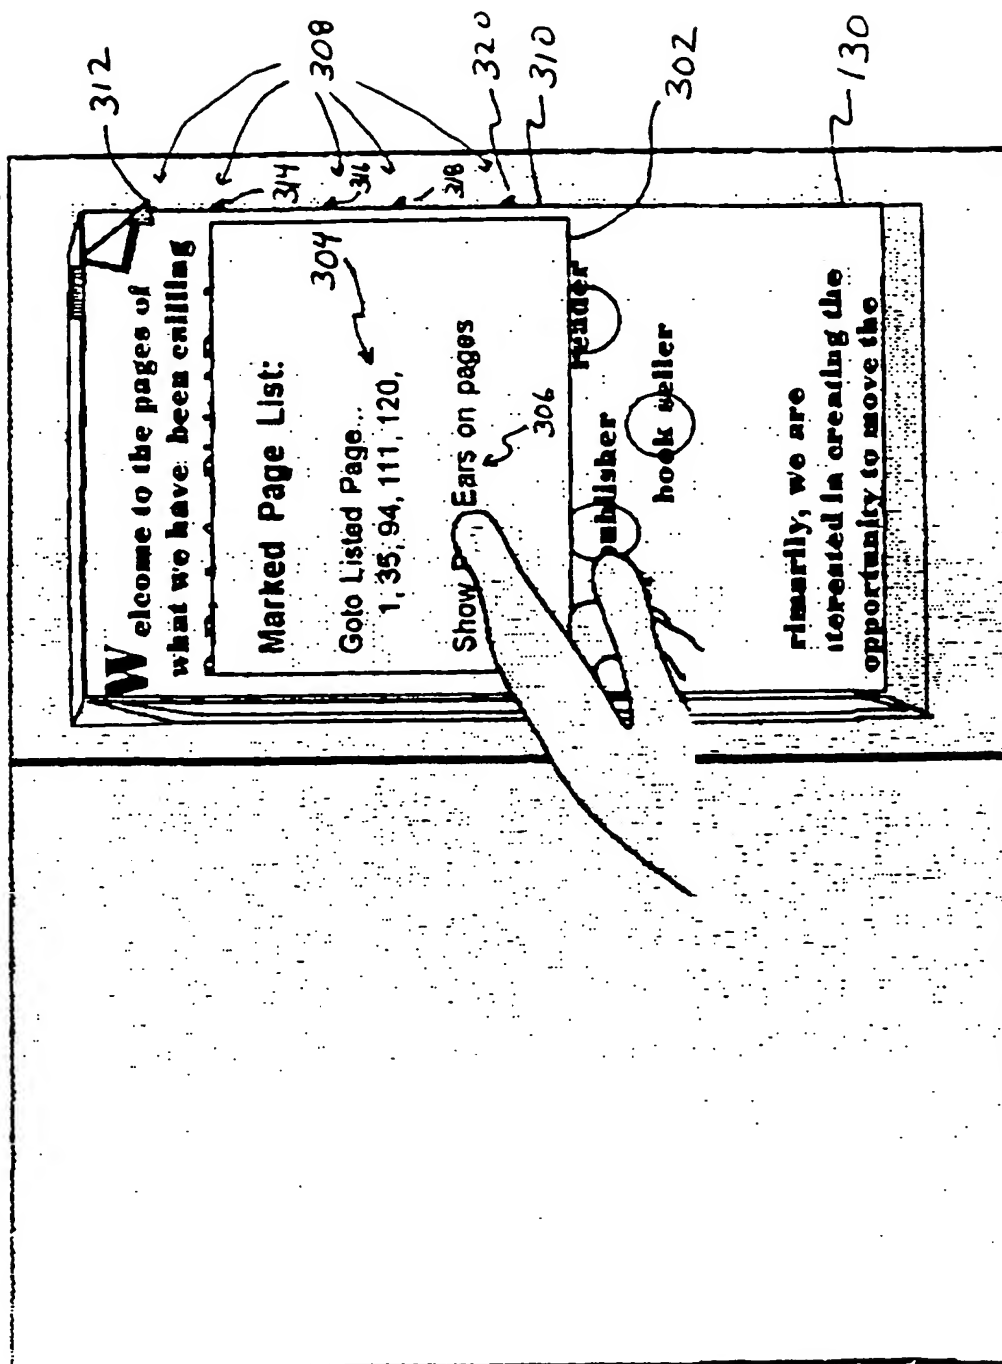 Welcome to the pages of
what we have been calling
Marked Page List:
Goto Listed Page...
1, 35, 94, 111, 120,
Show Ears on pages
reader
ublisher
book seller
rimarily, we are
iterested in creating the
opportunity to move the
312
308
314
316
318
320
310
302
304
306
130